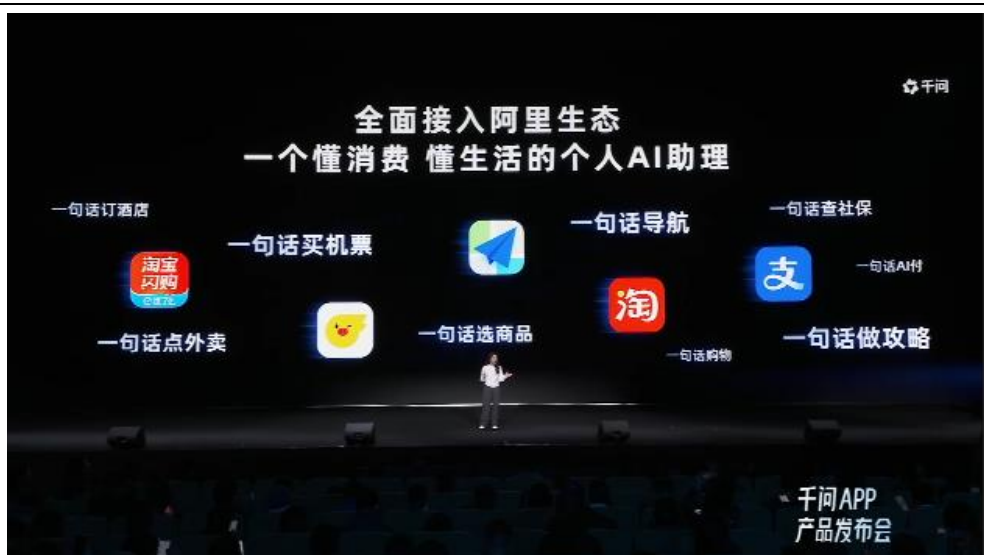 千问
全面接入阿里生态
一个懂消费 懂生活的个人AI助理
一句话订酒店
一句话买机票
一句话导航
一句话查社保
淘宝
闪购
支
一句话AI付
淘
一句话点外卖
一句话选商品
一句话购物
一句话做攻略
千问APP
产品发布会